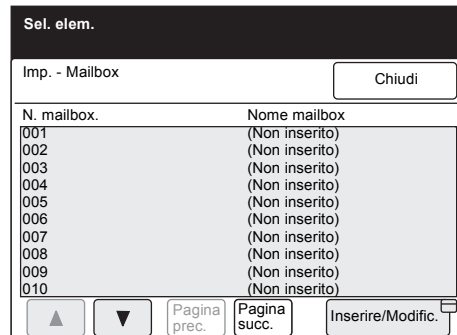 Sel. elem.
Imp. - Mailbox
Chiudi
N. mailbox. Nome mailbox
001 (Non inserito)
002 (Non inserito)
003 (Non inserito)
004 (Non inserito)
005 (Non inserito)
006 (Non inserito)
007 (Non inserito)
008 (Non inserito)
009 (Non inserito)
010 (Non inserito)
Pagina prec.
Pagina succ.
Inserire/Modific.